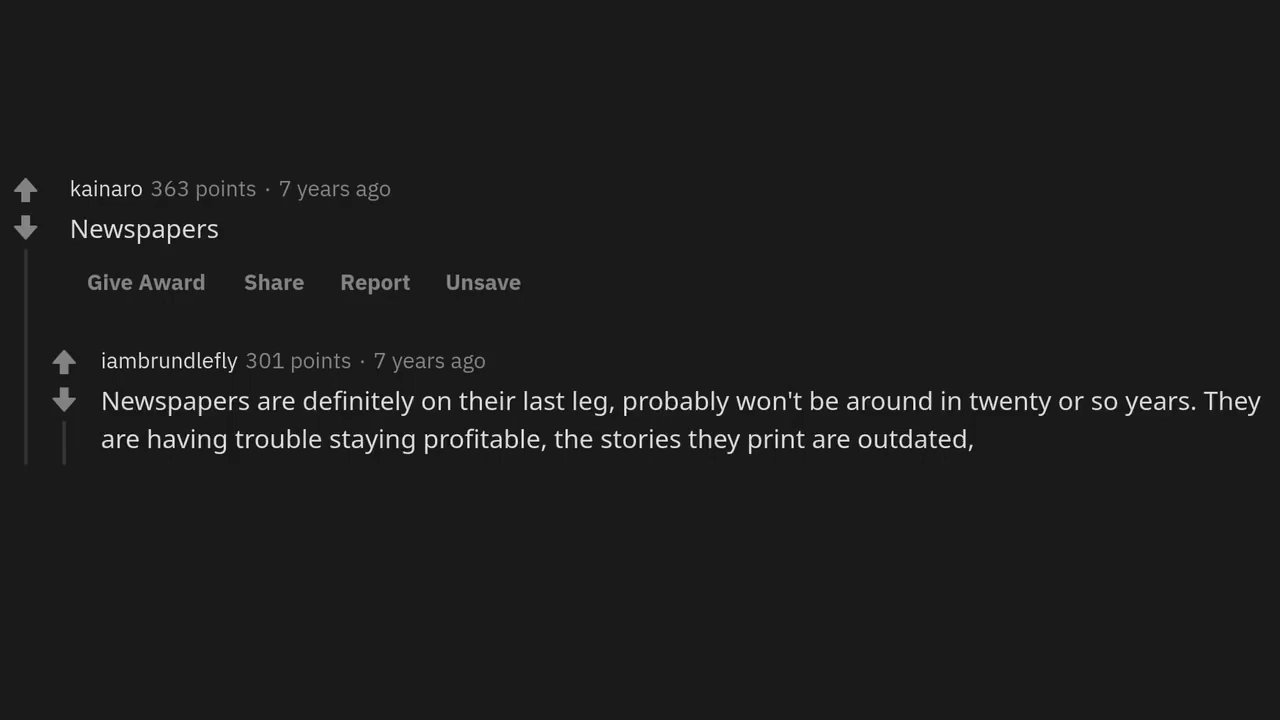 kainaro 363 points · 7 years ago
Newspapers
Give Award Share Report Unsave
iambrundlefly 301 points · 7 years ago
Newspapers are definitely on their last leg, probably won't be around in twenty or so years. They
are having trouble staying profitable, the stories they print are outdated,